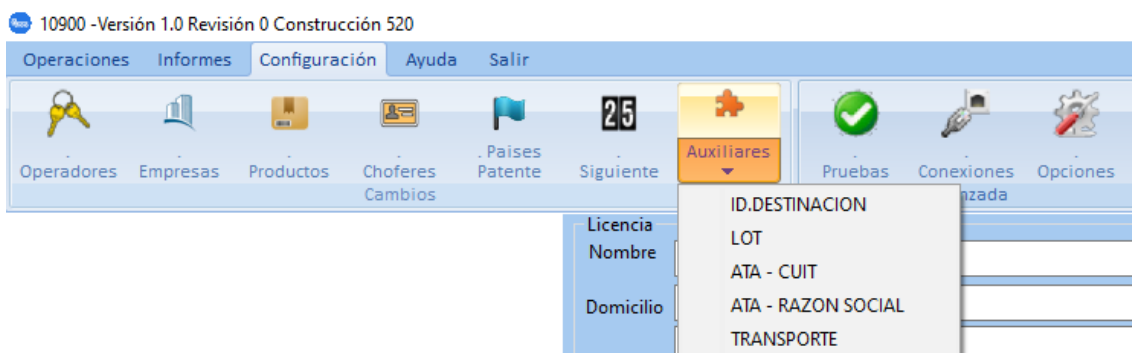 10900 -Versión 1.0 Revisión 0 Construcción 520
Operaciones Informes Configuración Ayuda Salir
25
. . . . . Paises . Auxiliares . . .
Operadores Empresas Productos Choferes Patente Siguiente Pruebas Conexiones Opciones
Cambios nzada
ID.DESTINACION
Licencia
LOT
Nombre
ATA - CUIT
Domicilio
ATA - RAZON SOCIAL
TRANSPORTE